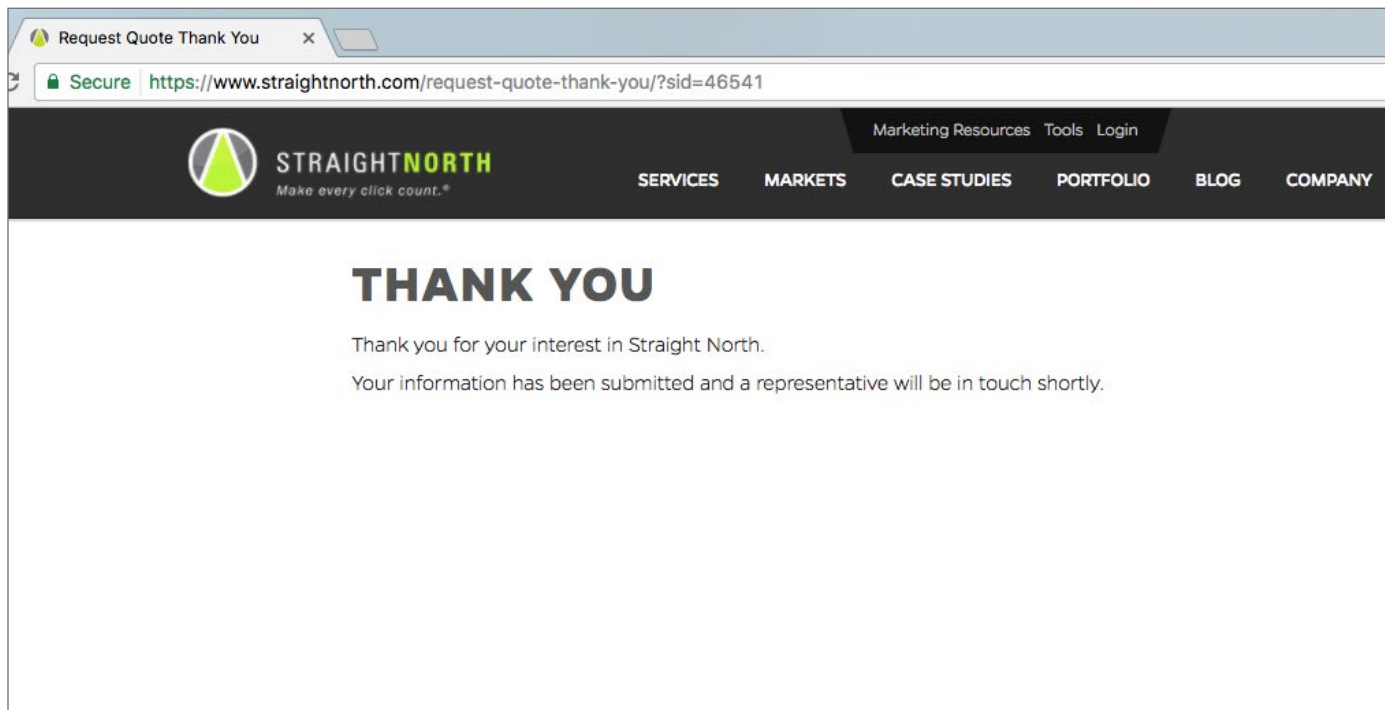 Request Quote Thank You
Secure https://www.straightnorth.com/request-quote-thank-you/?sid=46541
Marketing Resources Tools Login
STRAIGHTNORTH
Make every click count.®
SERVICES MARKETS CASE STUDIES PORTFOLIO BLOG COMPANY
THANK YOU
Thank you for your interest in Straight North.
Your information has been submitted and a representative will be in touch shortly.